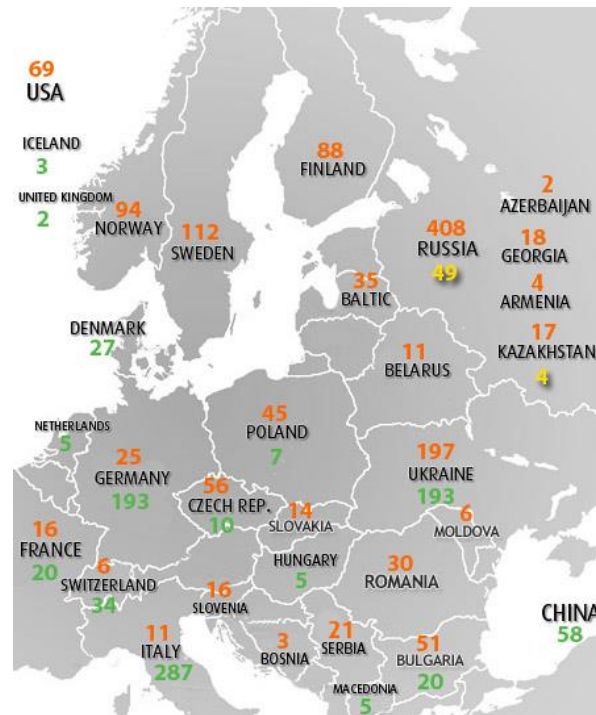 69
USA
ICELAND
3
UNITED KINGDOM
2
94
NORWAY
112
SWEDEN
88
FINLAND
408
RUSSIA
49
2
AZERBAIJAN
18
GEORGIA
4
ARMENIA
17
KAZAKHSTAN
4
35
BALTIC
DENMARK
27
11
BELARUS
NETHERLANDS
5
25
GERMANY
193
45
POLAND
7
197
UKRAINE
193
56
CZECH REP.
10
14
SLOVAKIA
6
MOLDOVA
16
FRANCE
20
6
SWITZERLAND
34
HUNGARY
5
30
ROMANIA
16
SLOVENIA
11
ITALY
287
3
BOSNIA
21
SERBIA
51
BULGARIA
20
MACEDONIA
5
CHINA
58